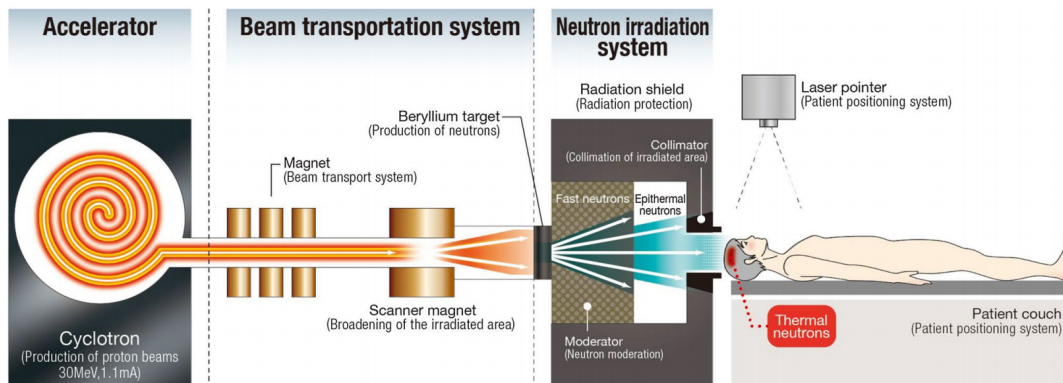 Accelerator
Beam transportation system
Neutron irradiation
system
Radiation shield
(Radiation protection)
Laser pointer
(Patient positioning system)
Beryllium target
(Production of neutrons)
Collimator
(Collimation of irradiated area)
Magnet
(Beam transport system)
Fast neutrons
Epithermal
neutrons
Scanner magnet
(Broadening of the irradiated area)
Moderator
(Neutron moderation)
Thermal
neutrons
Patient couch
(Patient positioning system)
Cyclotron
(Production of proton beams
30MeV,1.1mA)